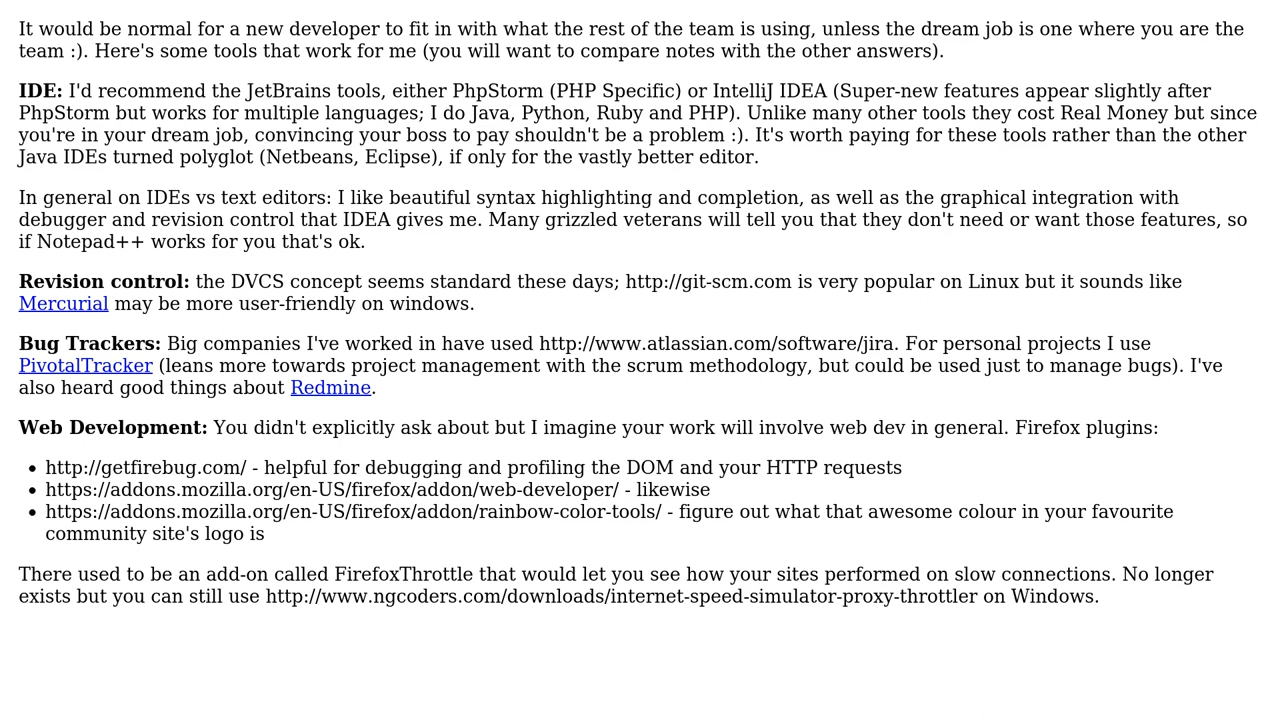 It would be normal for a new developer to fit in with what the rest of the team is using, unless the dream job is one where you are the
team :). Here's some tools that work for me (you will want to compare notes with the other answers).
IDE: I'd recommend the JetBrains tools, either PhpStorm (PHP Specific) or IntelliJ IDEA (Super-new features appear slightly after
PhpStorm but works for multiple languages; I do Java, Python, Ruby and PHP). Unlike many other tools they cost Real Money but since
you're in your dream job, convincing your boss to pay shouldn't be a problem :). It's worth paying for these tools rather than the other
Java IDEs turned polyglot (Netbeans, Eclipse), if only for the vastly better editor.
In general on IDEs vs text editors: I like beautiful syntax highlighting and completion, as well as the graphical integration with
debugger and revision control that IDEA gives me. Many grizzled veterans will tell you that they don't need or want those features, so
if Notepad++ works for you that's ok.
Revision control: the DVCS concept seems standard these days; http://git-scm.com is very popular on Linux but it sounds like
Mercurial may be more user-friendly on windows.
Bug Trackers: Big companies I've worked in have used http://www.atlassian.com/software/jira. For personal projects I use
PivotalTracker (leans more towards project management with the scrum methodology, but could be used just to manage bugs). I've
also heard good things about Redmine.
Web Development: You didn't explicitly ask about but I imagine your work will involve web dev in general. Firefox plugins:
• http://getfirebug.com/ - helpful for debugging and profiling the DOM and your HTTP requests
• https://addons.mozilla.org/en-US/firefox/addon/web-developer/ - likewise
• https://addons.mozilla.org/en-US/firefox/addon/rainbow-color-tools/ - figure out what that awesome colour in your favourite
community site's logo is
There used to be an add-on called FirefoxThrottle that would let you see how your sites performed on slow connections. No longer
exists but you can still use http://www.ngcoders.com/downloads/internet-speed-simulator-proxy-throttler on Windows.